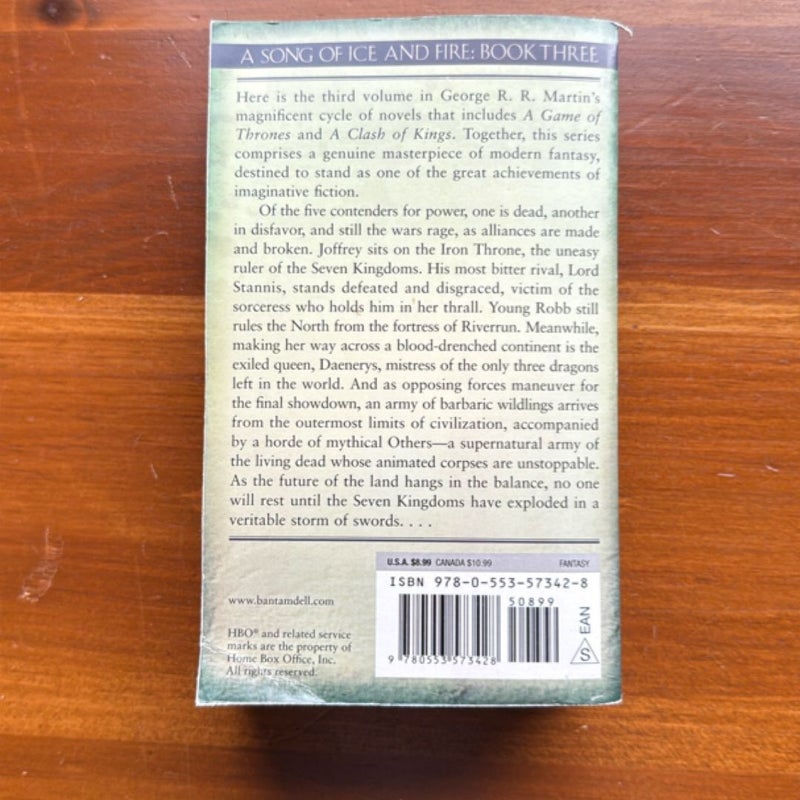 A SONG OF ICE AND FIRE: BOOK THREE
Here is the third volume in George R. R. Martin's
magnificent cycle of novels that includes A Game of
Thrones and A Clash of Kings. Together, this series
comprises a genuine masterpiece of modern fantasy,
destined to stand as one of the great achievements of
imaginative fiction.
Of the five contenders for power, one is dead, another
in disfavor, and still the wars rage, as alliances are made
and broken. Joffrey sits on the Iron Throne, the uneasy
ruler of the Seven Kingdoms. His most bitter rival, Lord
Stannis, stands defeated and disgraced, victim of the
sorceress who holds him in her thrall. Young Robb still
rules the North from the fortress of Riverrun. Meanwhile,
making her way across a blood-drenched continent is the
exiled queen, Daenerys, mistress of the only three dragons
left in the world. And as opposing forces maneuver for
the final showdown, an army of barbaric wildlings arrives
from the outermost limits of civilization, accompanied
by a horde of mythical Others—a supernatural army of
the living dead whose animated corpses are unstoppable.
As the future of the land hangs in the balance, no one
will rest until the Seven Kingdoms have exploded in a
veritable storm of swords. . . .
U.S.A. $8.99 CANADA $10.99 FANTASY
ISBN 978-0-553-57342-8
50899
9 780553 573428
S EAN
www.bantamdell.com
HBO® and related service
marks are the property of
Home Box Office, Inc.
All rights reserved.